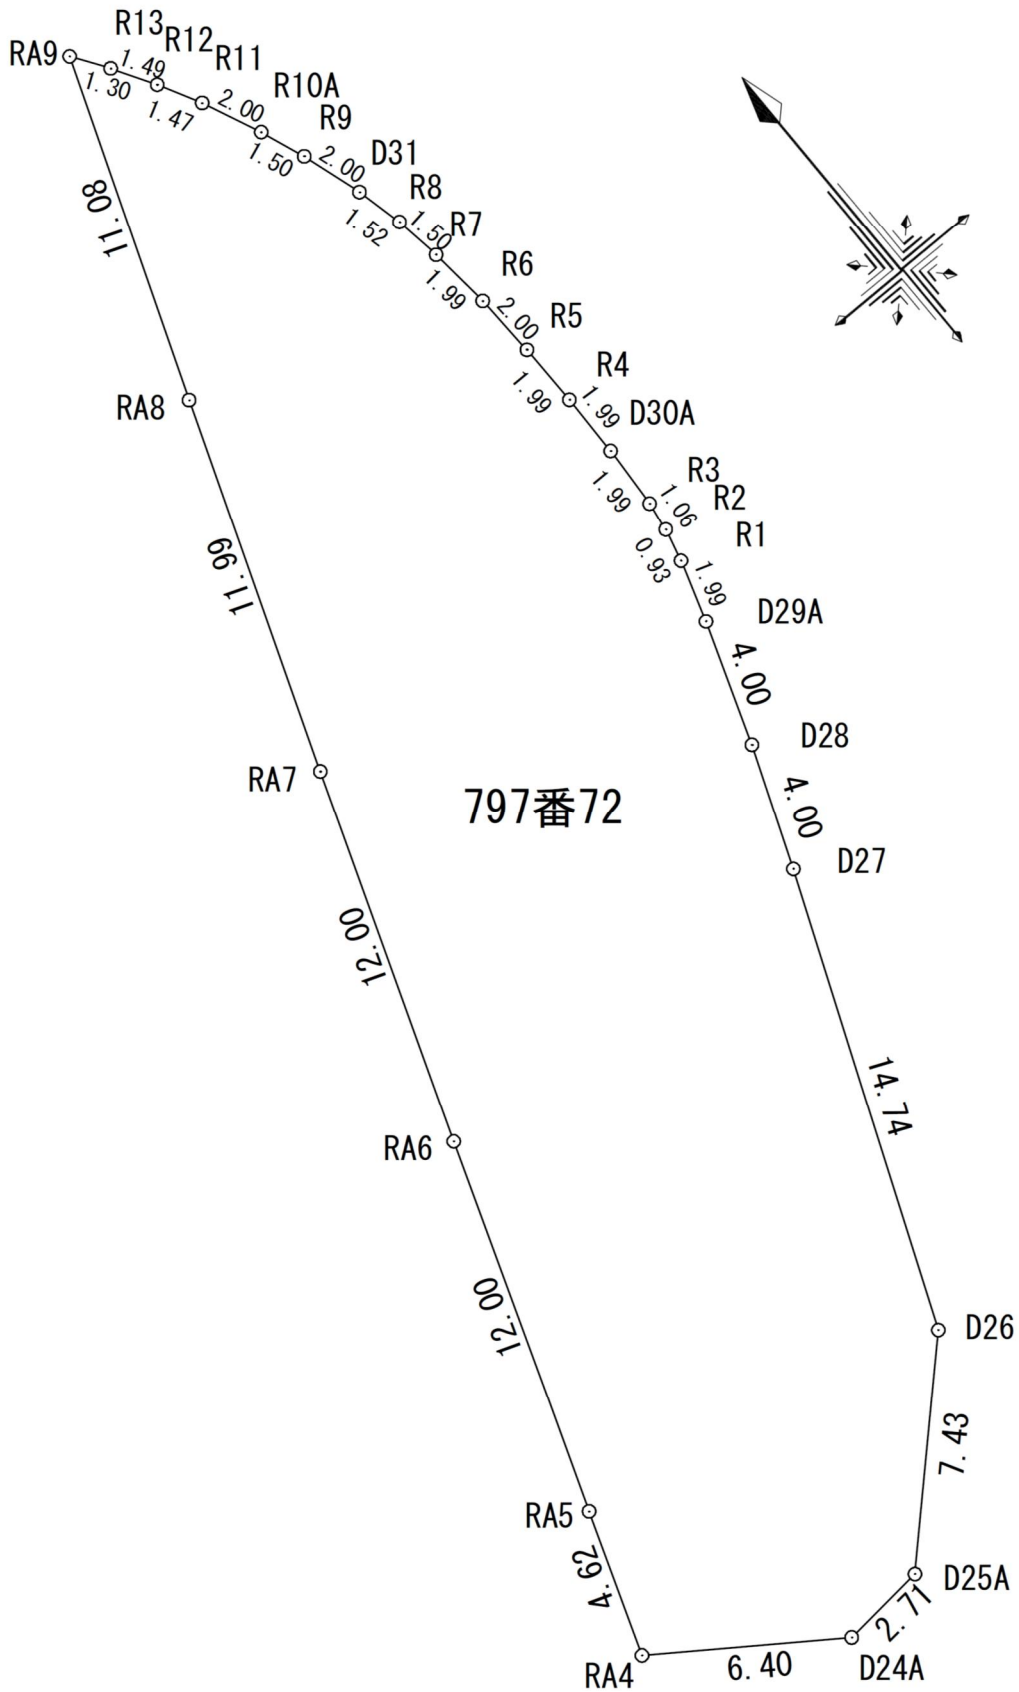 RA9
R13
R12
R11
R10A
R9
D31
R8
R7
R6
R5
R4
D30A
R3
R2
R1
D29A
D28
D27
D26
D25A
D24A
RA4
RA5
RA6
RA7
RA8
797番72
1.30
1.49
1.47
2.00
1.50
2.00
1.52
1.50
1.99
2.00
1.99
1.99
1.99
1.06
0.93
1.99
4.00
4.00
14.74
7.43
2.71
6.40
4.62
12.00
12.00
11.99
11.08